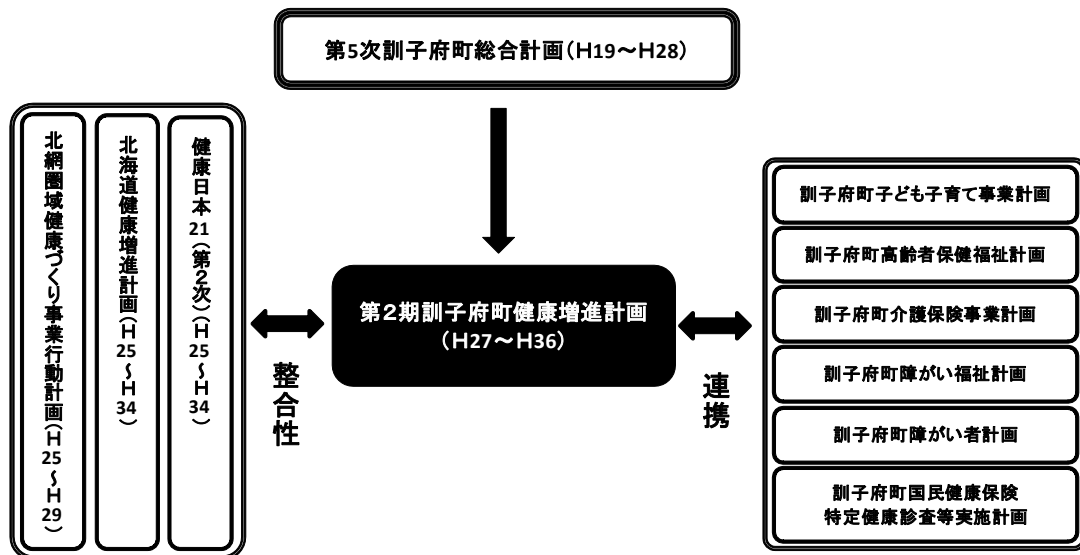 第5次訓子府町総合計画(H19～H28)
健康日本21(第2次)(H25～H34)
北海道健康増進計画(H25～H34)
北網圏域健康づくり事業行動計画(H25～H29)
整合性
第2期訓子府町健康増進計画
(H27～H36)
連携
訓子府町子ども子育て事業計画
訓子府町高齢者保健福祉計画
訓子府町介護保険事業計画
訓子府町障がい福祉計画
訓子府町障がい者計画
訓子府町国民健康保険
特定健康診査等実施計画